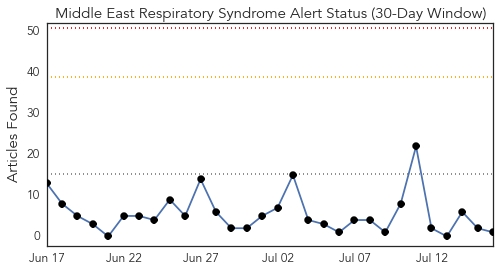 Middle East Respiratory Syndrome Alert Status (30-Day Window)
50
40
30
20
10
0
Articles Found
Jun 17
Jun 22
Jun 27
Jul 02
Jul 07
Jul 12